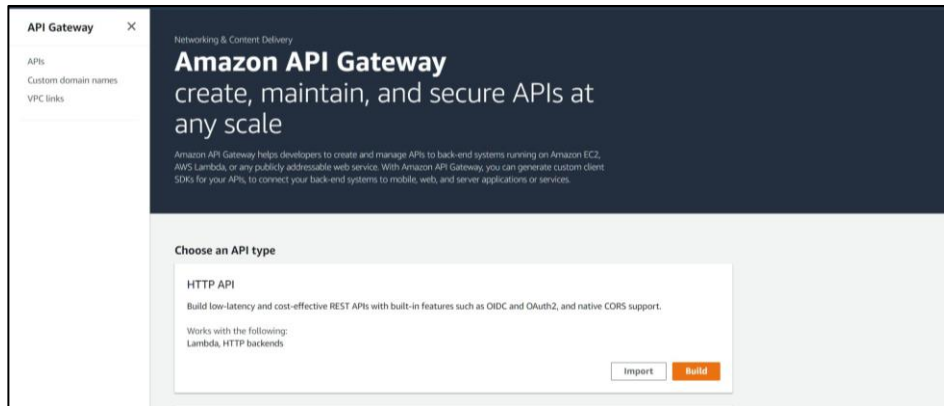 API Gateway
APIs
Custom domain names
VPC links
Networking & Content Delivery
Amazon API Gateway
create, maintain, and secure APIs at
any scale
Amazon API Gateway helps developers to create and manage APIs to back-end systems running on Amazon EC2,
AWS Lambda, or any publicly addressable web service. With Amazon API Gateway, you can generate custom client
SDKs for your APIs, to connect your back-end systems to mobile, web, and server applications or services.
Choose an API type
HTTP API
Build low-latency and cost-effective REST APIs with built-in features such as OIDC and OAuth2, and native CORS support.
Works with the following:
Lambda, HTTP backends
Import Build